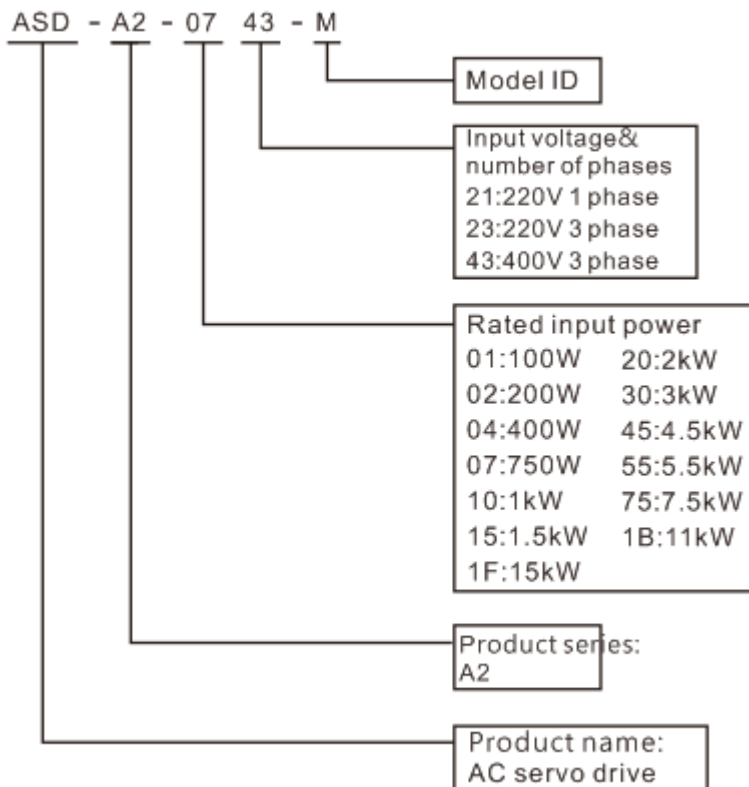 ASD - A2 - 07 43 - M
Model ID
Input voltage&
number of phases
21:220V 1 phase
23:220V 3 phase
43:400V 3 phase
Rated input power
01:100W 20:2kW
02:200W 30:3kW
04:400W 45:4.5kW
07:750W 55:5.5kW
10:1kW 75:7.5kW
15:1.5kW 1B:11kW
1F:15kW
Product series:
A2
Product name:
AC servo drive